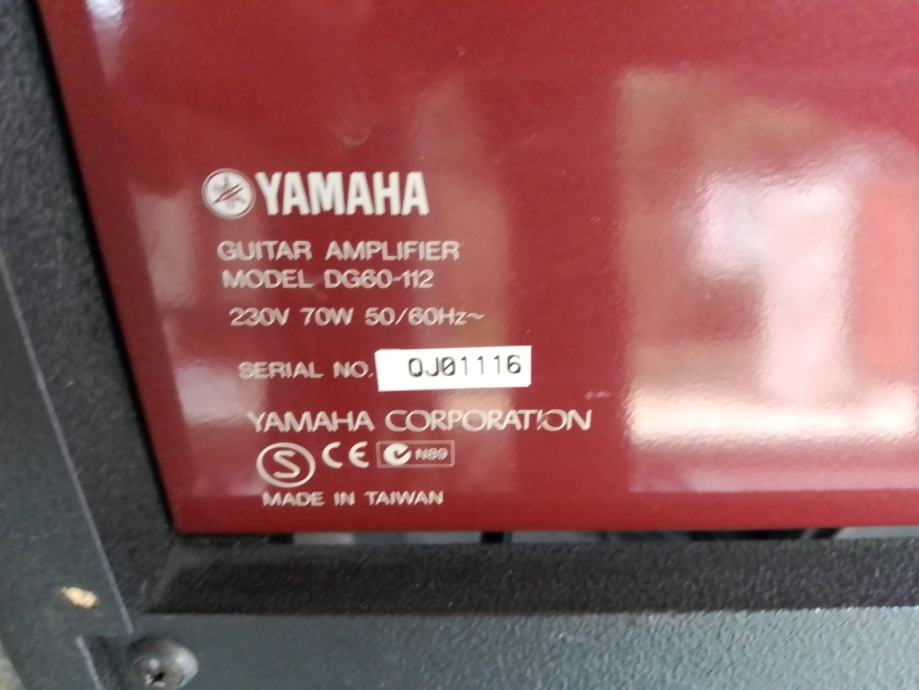 YAMAHA
GUITAR AMPLIFIER
MODEL DG60-112
230V 70W 50/60Hz~
SERIAL NO. QJ01116
YAMAHA CORPORATION
S CE N89
MADE IN TAIWAN